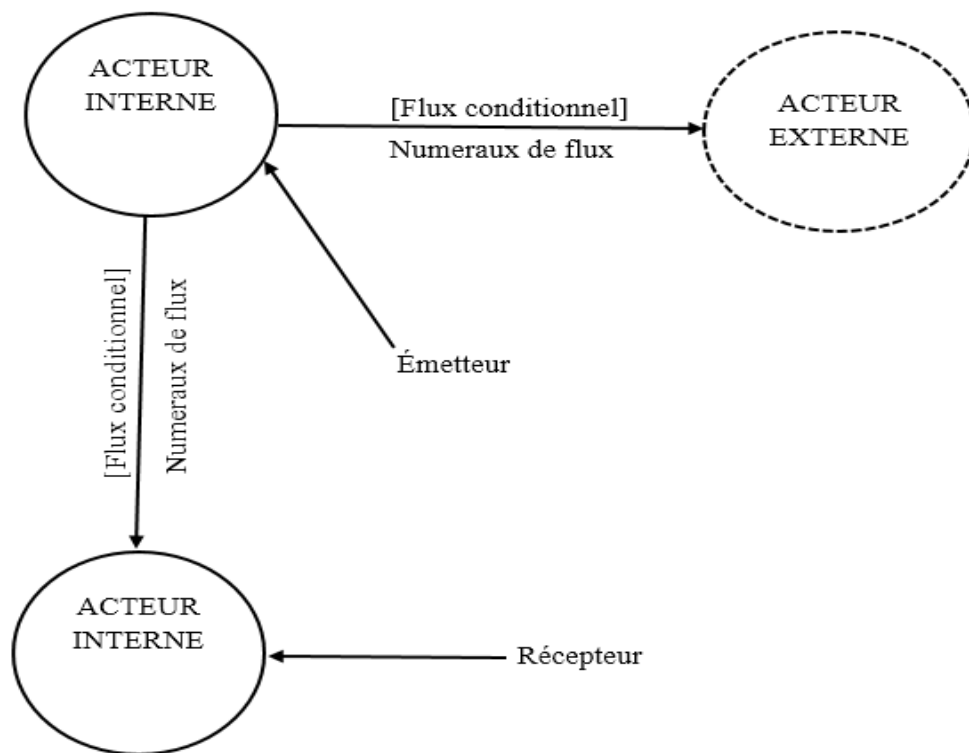 ACTEUR
INTERNE
[Flux conditionnel]
Numeraux de flux
ACTEUR
EXTERNE
[Flux conditionnel]
Numeraux de flux
Émetteur
ACTEUR
INTERNE
Récepteur